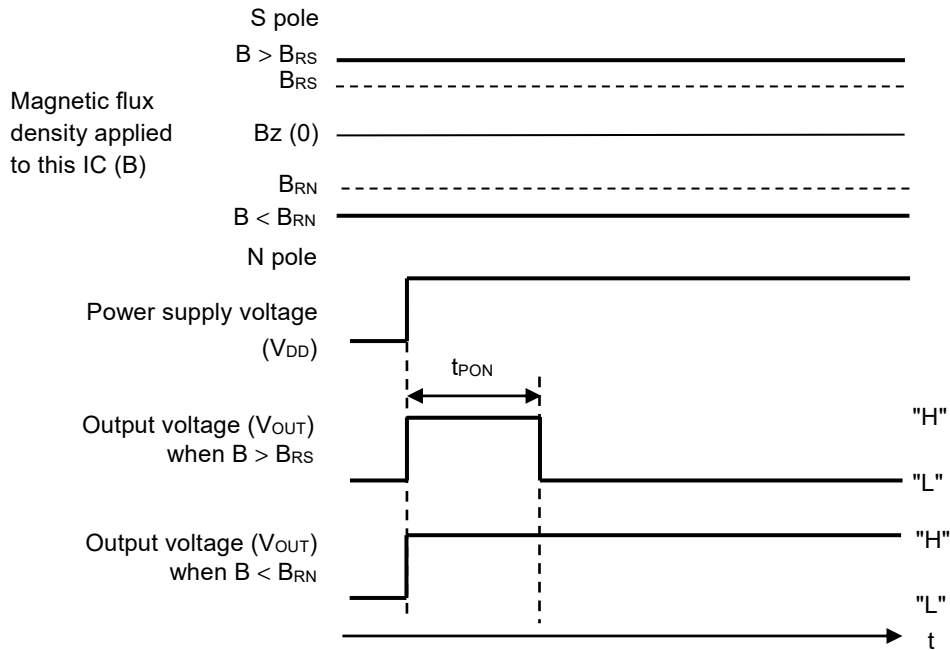 S pole
B > BRS
BRS
Magnetic flux
density applied
to this IC (B)
Bz (0)
BRN
B < BRN
N pole
Power supply voltage
(VDD)
tPON
Output voltage (VOUT)
when B > BRS
"H"
"L"
Output voltage (VOUT)
when B < BRN
"H"
"L"
t